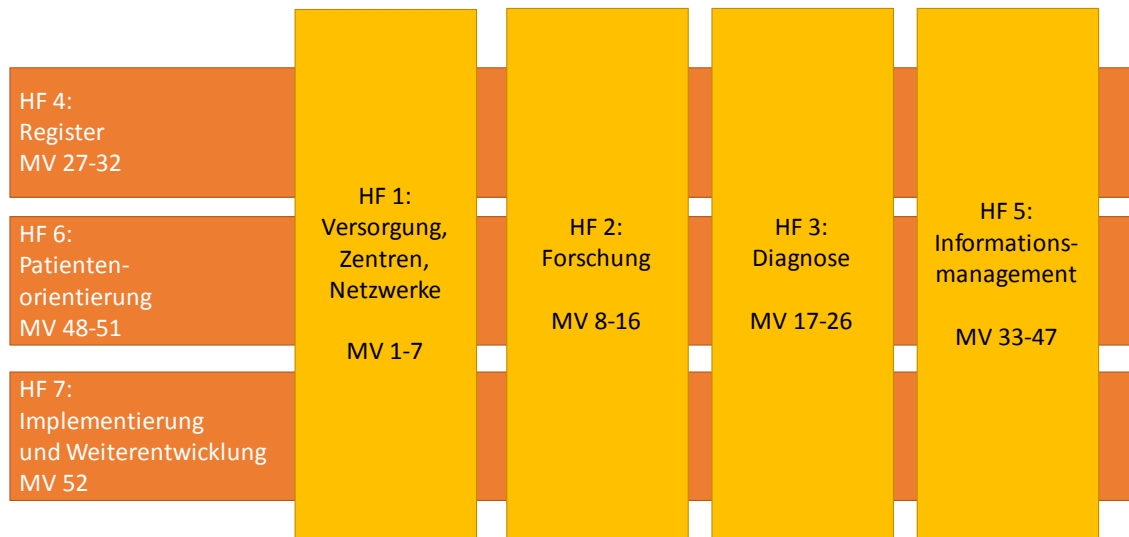 HF 4:
Register
MV 27-32
HF 6:
Patienten-
orientierung
MV 48-51
HF 7:
Implementierung
und Weiterentwicklung
MV 52
HF 1:
Versorgung,
Zentren,
Netzwerke
MV 1-7
HF 2:
Forschung
MV 8-16
HF 3:
Diagnose
MV 17-26
HF 5:
Informations-
management
MV 33-47